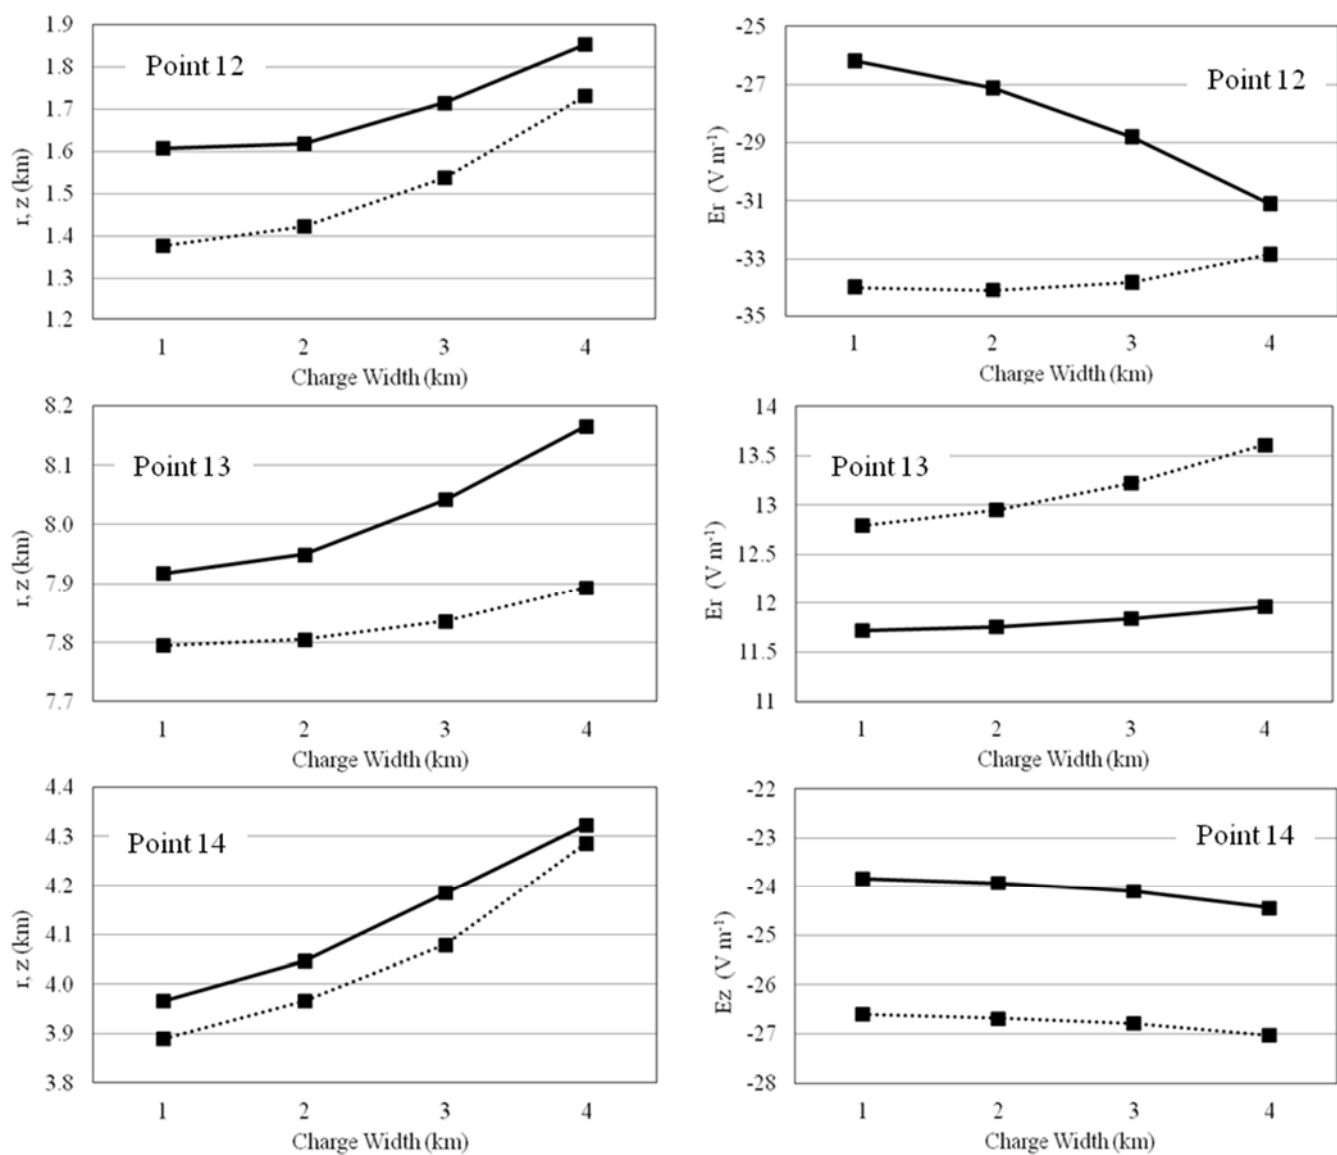 1.9
1.8
1.7
1.6
1.5
1.4
1.3
1.2
r, z (km)
Point 12
1 2 3 4
Charge Width (km)
-25
-27
-29
-31
-33
-35
Er (V m⁻¹)
Point 12
1 2 3 4
Charge Width (km)
8.2
8.1
8.0
7.9
7.8
7.7
r, z (km)
Point 13
1 2 3 4
Charge Width (km)
14
13.5
13
12.5
12
11.5
11
Er (V m⁻¹)
Point 13
1 2 3 4
Charge Width (km)
4.4
4.3
4.2
4.1
4.0
3.9
3.8
r, z (km)
Point 14
1 2 3 4
Charge Width (km)
-22
-23
-24
-25
-26
-27
-28
Ez (V m⁻¹)
Point 14
1 2 3 4
Charge Width (km)